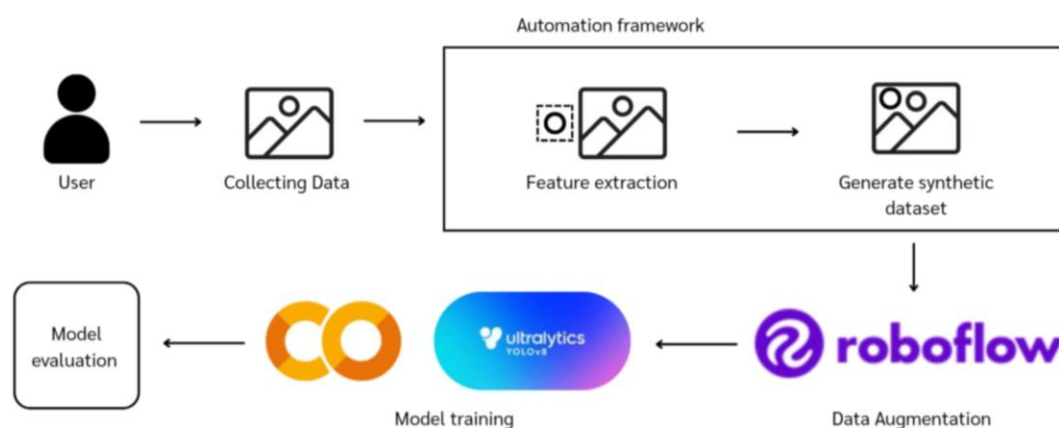 Automation framework
User
Collecting Data
Feature extraction
Generate synthetic
dataset
Model
evaluation
ultralytics
YOLOv8
roboflow
Model training
Data Augmentation